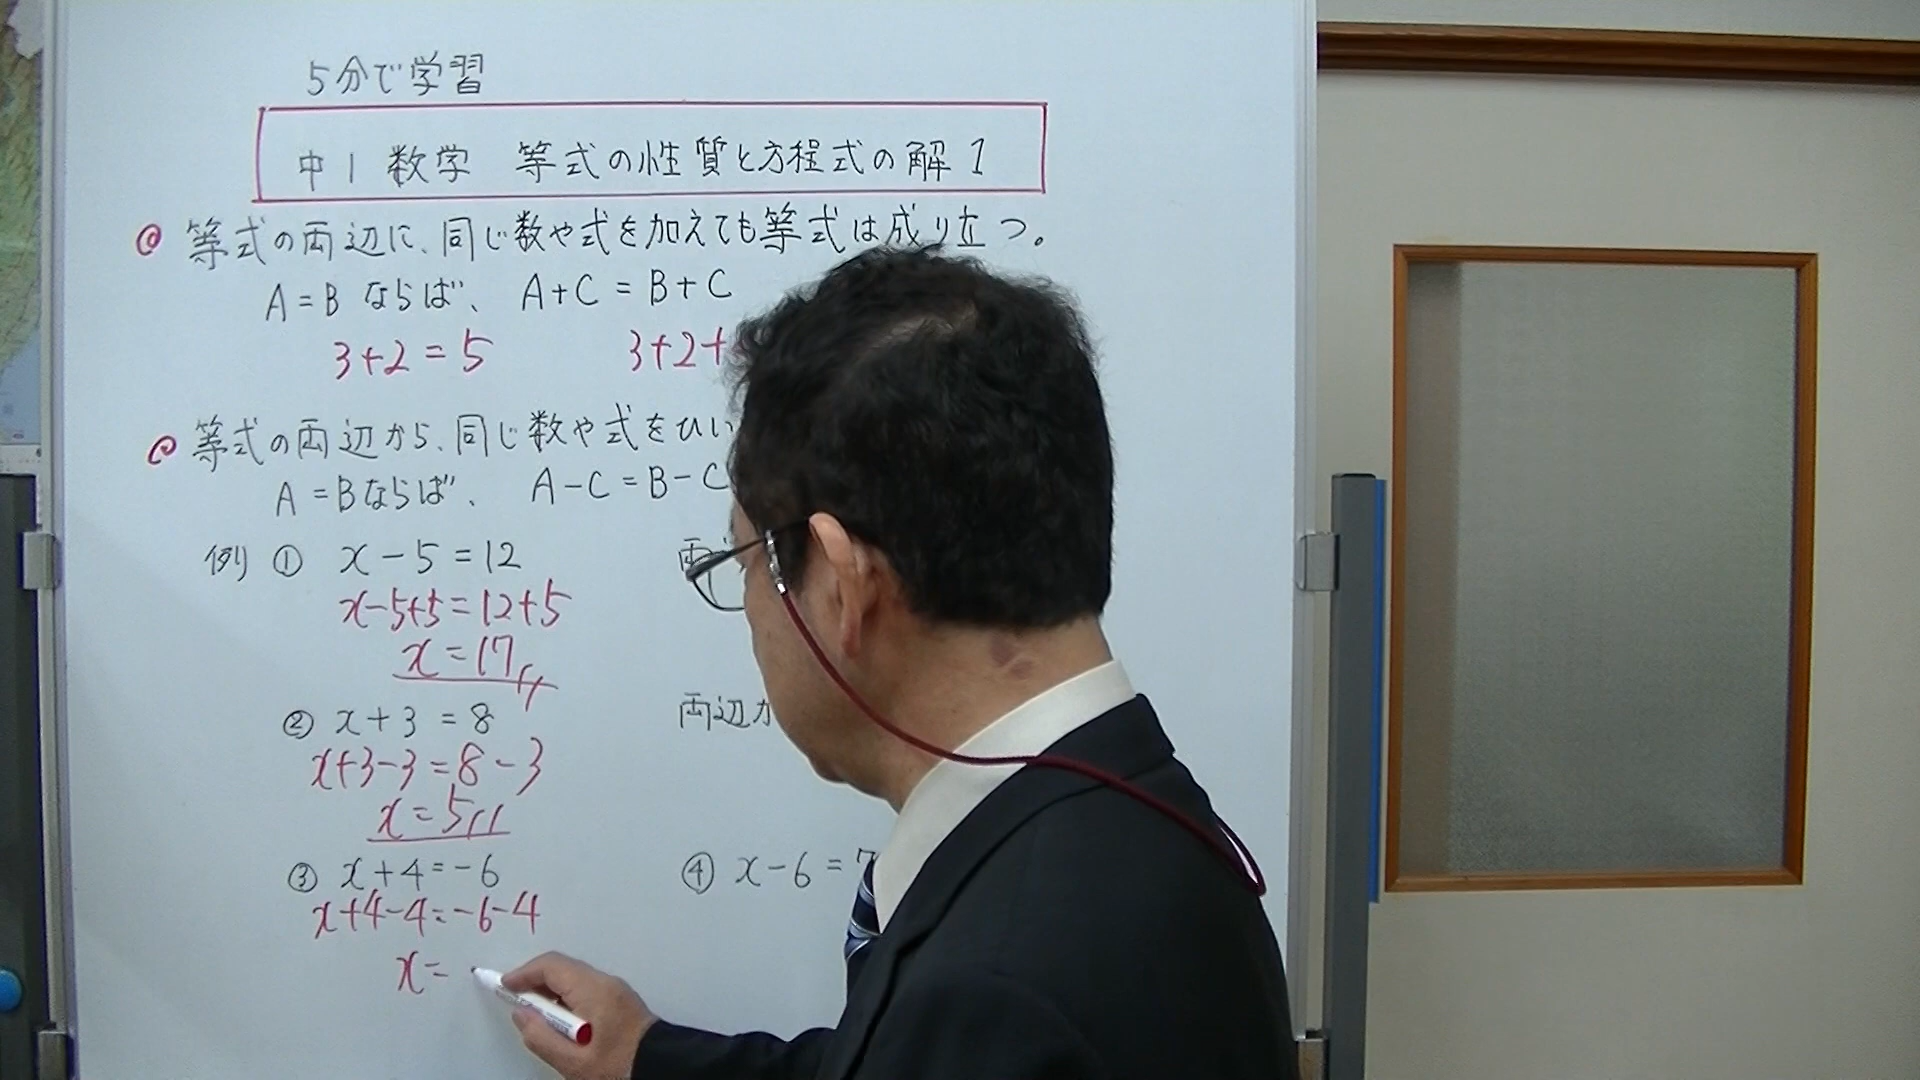 5分で学習
中1 数学 等式の性質と方程式の解 1
等式の両辺に、同じ数や式を加えても等式は成り立つ。
A=B ならば、 A+C=B+C
3+2=5 3+2+
等式の両辺から、同じ数や式をひい
A=Bならば、 A-C=B-C
例 ① x-5=12 両
x-5+5=12+5
x=17
② x+3=8 両辺か
x+3-3=8-3
x=5
③ x+4=-6 ④ x-6=7
x+4-4=-6-4
x=